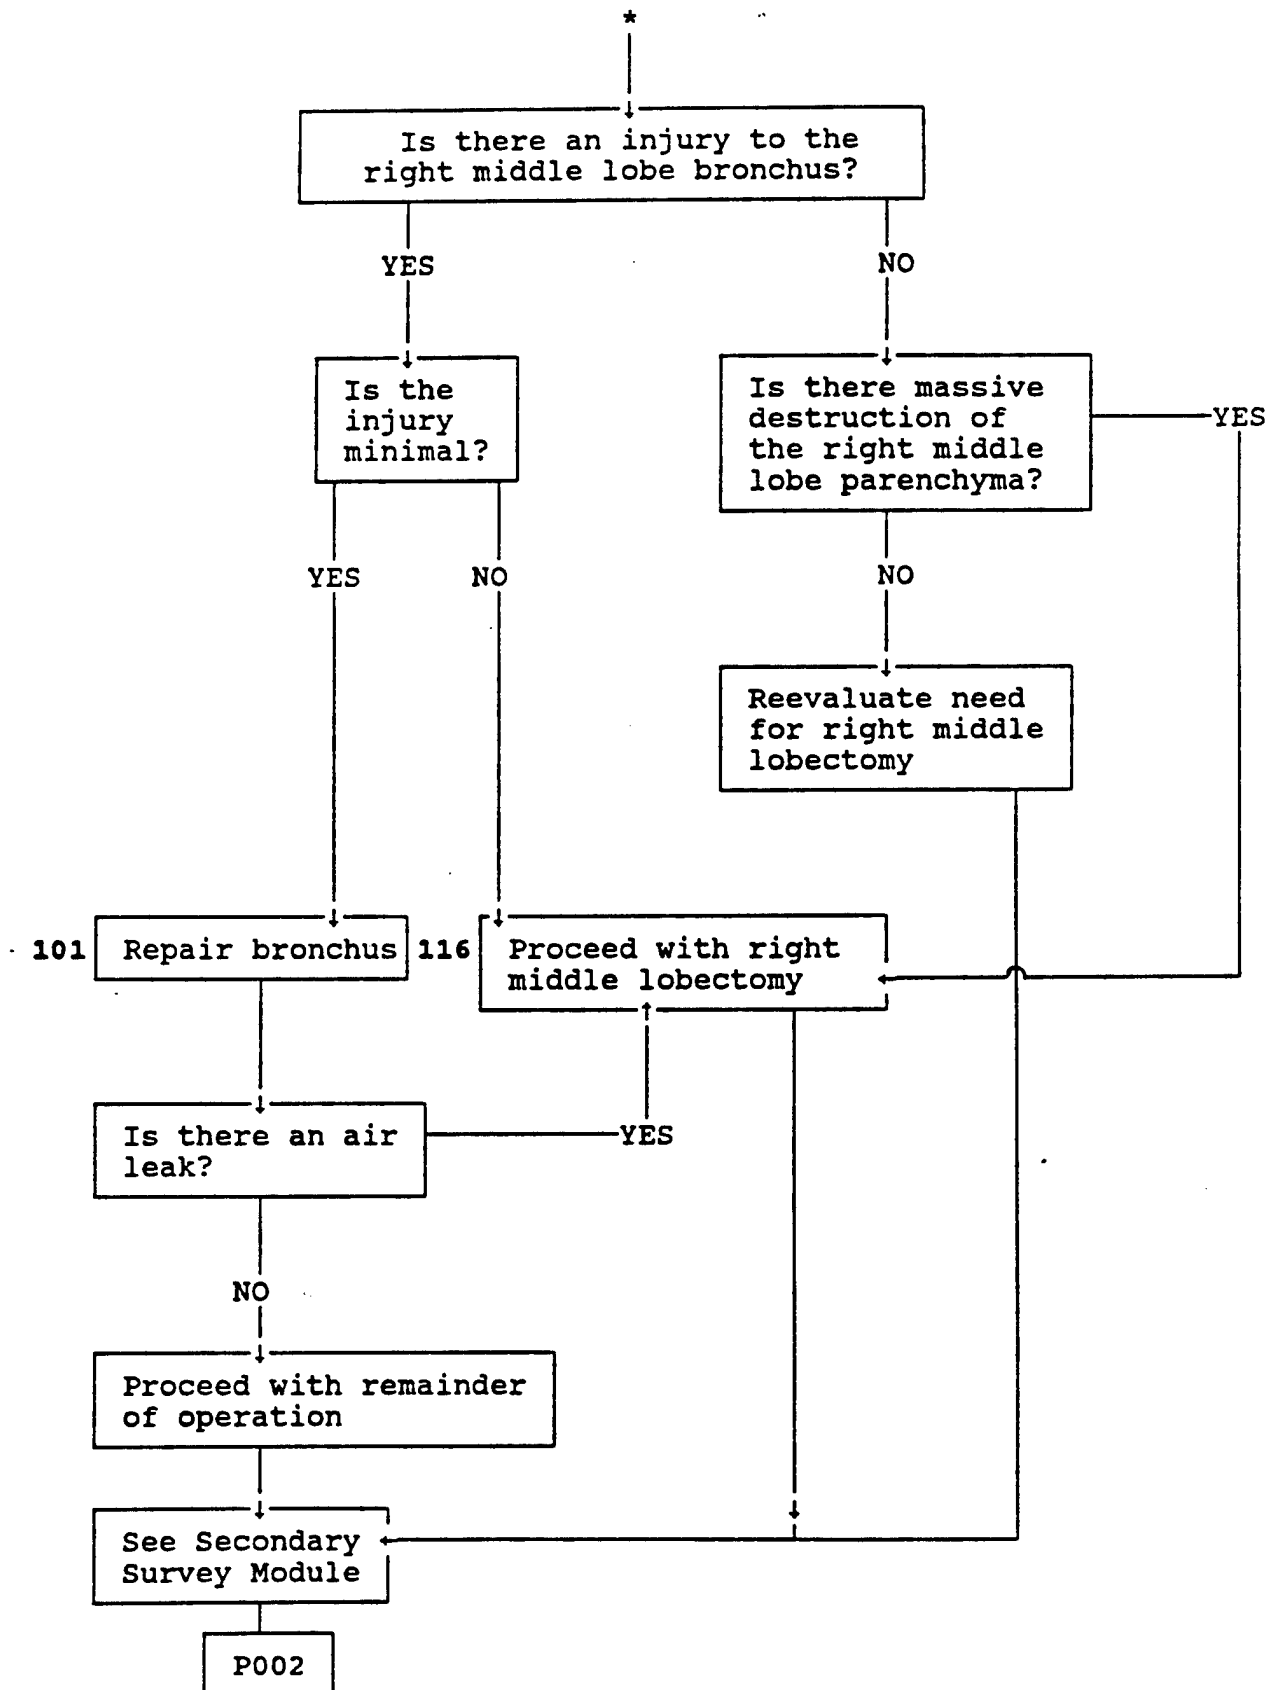 *
Is there an injury to the
right middle lobe bronchus?
YES
NO
Is the
injury
minimal?
Is there massive
destruction of
the right middle
lobe parenchyma?
YES
YES
NO
NO
Reevaluate need
for right middle
lobectomy
101
Repair bronchus
116
Proceed with right
middle lobectomy
Is there an air
leak?
YES
NO
Proceed with remainder
of operation
See Secondary
Survey Module
P002